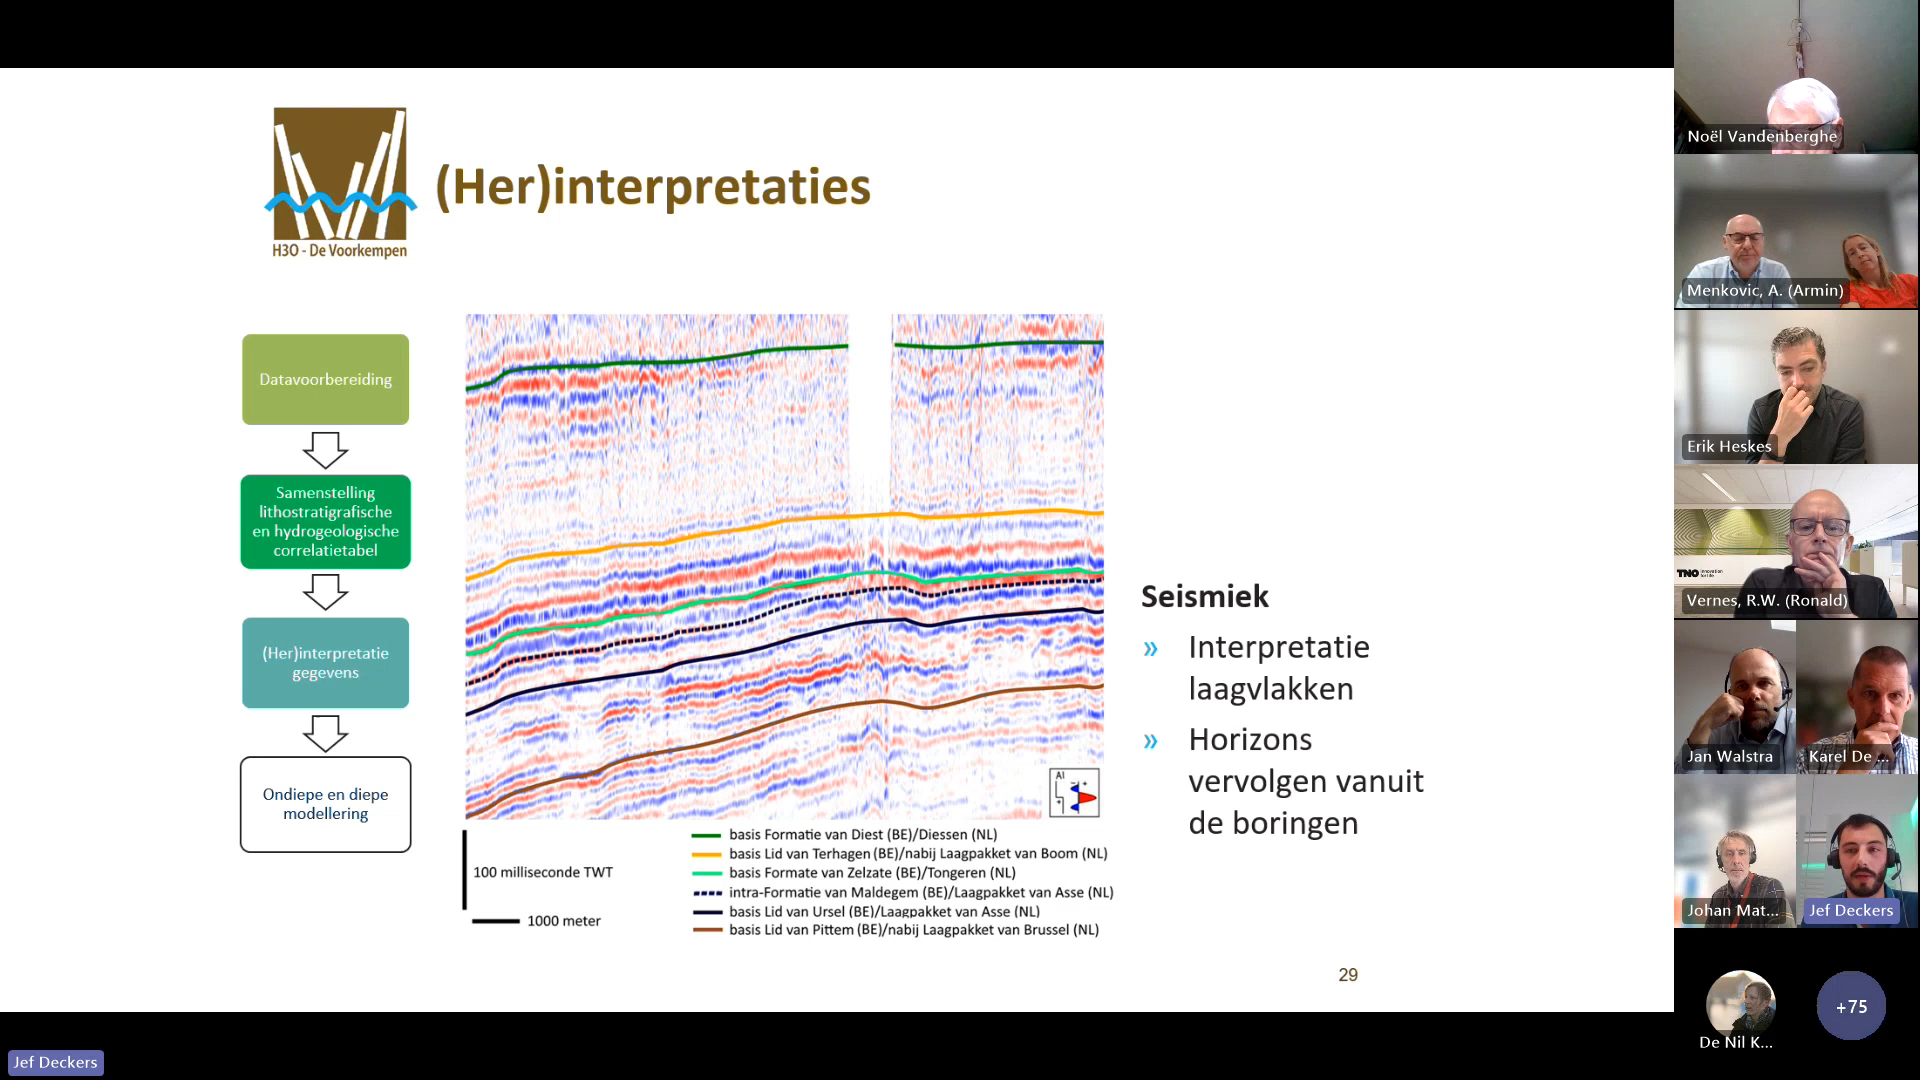 H3O - De Voorkempen
(Her)interpretaties
Datavoorbereiding
Samenstelling
lithostratigrafische
en hydrogeologische
correlatietabel
(Her)interpretatie
gegevens
Ondiepe en diepe
modellering
AI
100 milliseconde TWT
1000 meter
basis Formatie van Diest (BE)/Diessen (NL)
basis Lid van Terhagen (BE)/nabij Laagpakket van Boom (NL)
basis Formate van Zelzate (BE)/Tongeren (NL)
intra-Formatie van Maldegem (BE)/Laagpakket van Asse (NL)
basis Lid van Ursel (BE)/Laagpakket van Asse (NL)
basis Lid van Pittem (BE)/nabij Laagpakket van Brussel (NL)
Seismiek
» Interpretatie
laagvlakken
» Horizons
vervolgen vanuit
de boringen
29
Jef Deckers
Noël Vandenberghe
Menkovic, A. (Armin)
Erik Heskes
TNO innovation
for life
Vernes, R.W. (Ronald)
Jan Walstra
Karel De ...
Johan Mat...
Jef Deckers
De Nil K...
+75